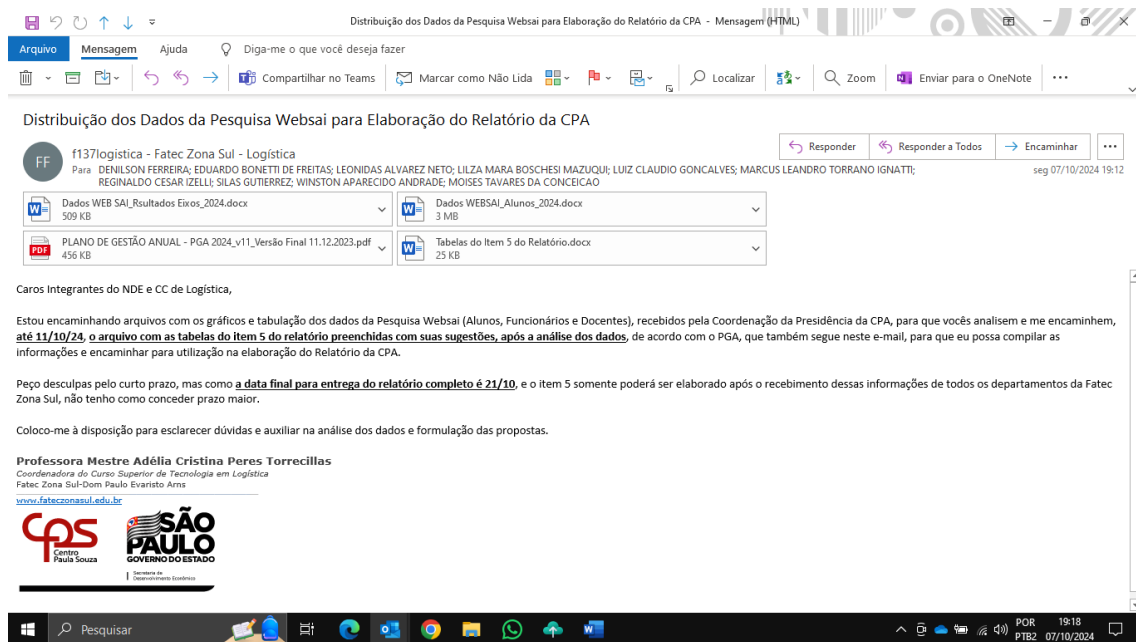 Distribuição dos Dados da Pesquisa Websai para Elaboração do Relatório da CPA - Mensagem (HTML)
Arquivo Mensagem Ajuda Diga-me o que você deseja fazer
Compartilhar no Teams Marcar como Não Lida Localizar Zoom Enviar para o OneNote ...
Distribuição dos Dados da Pesquisa Websai para Elaboração do Relatório da CPA
FF
f137logistica - Fatec Zona Sul - Logística
Responder Responder a Todos Encaminhar ...
Para DENILSON FERREIRA; EDUARDO BONETTI DE FREITAS; LEONIDAS ALVAREZ NETO; LILZA MARA BOSCHESI MAZUQUI; LUIZ CLAUDIO GONCALVES; MARCUS LEANDRO TORRANO IGNATTI;
REGINALDO CESAR IZELLI; SILAS GUTIERREZ; WINSTON APARECIDO ANDRADE; MOISES TAVARES DA CONCEICAO
seg 07/10/2024 19:12
Dados WEB SAI_Rsultados Eixos_2024.docx
509 KB
Dados WEBSAI_Alunos_2024.docx
3 MB
PLANO DE GESTÃO ANUAL - PGA 2024_v11_Versão Final 11.12.2023.pdf
456 KB
Tabelas do Item 5 do Relatório.docx
25 KB
Caros Integrantes do NDE e CC de Logística,
Estou encaminhando arquivos com os gráficos e tabulação dos dados da Pesquisa Websai (Alunos, Funcionários e Docentes), recebidos pela Coordenação da Presidência da CPA, para que vocês analisem e me encaminhem,
até 11/10/24, o arquivo com as tabelas do item 5 do relatório preenchidas com suas sugestões, após a análise dos dados, de acordo com o PGA, que também segue neste e-mail, para que eu possa compilar as
informações e encaminhar para utilização na elaboração do Relatório da CPA.
Peço desculpas pelo curto prazo, mas como a data final para entrega do relatório completo é 21/10, e o item 5 somente poderá ser elaborado após o recebimento dessas informações de todos os departamentos da Fatec
Zona Sul, não tenho como conceder prazo maior.
Coloco-me à disposição para esclarecer dúvidas e auxiliar na análise dos dados e formulação das propostas.
Professora Mestre Adélia Cristina Peres Torrecillas
Coordenadora do Curso Superior de Tecnologia em Logística
Fatec Zona Sul-Dom Paulo Evaristo Arns
www.fateczonasul.edu.br
CPS
Centro
Paula Souza
SÃO
PAULO
GOVERNO DO ESTADO
Secretaria de
Desenvolvimento Econômico
Pesquisar
POR
PTB2
19:18
07/10/2024